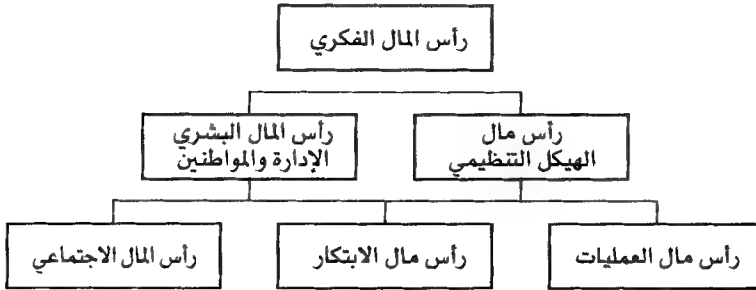 رأس المال الفكري
رأس مال
الهيكل التنظيمي
رأس المال البشري
الإدارة والمواطنين
رأس مال العمليات
رأس مال الابتكار
رأس المال الاجتماعي